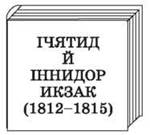 ІЧЯТИД
Й
ІННИДОР
ИКЗАК
(1812–1815)